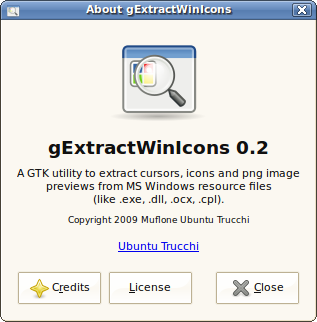 About gExtractWinIcons
gExtractWinIcons 0.2
A GTK utility to extract cursors, icons and png image
previews from MS Windows resource files
(like .exe, .dll, .ocx, .cpl).
Copyright 2009 Muflone Ubuntu Trucchi
Ubuntu Trucchi
Credits
License
Close